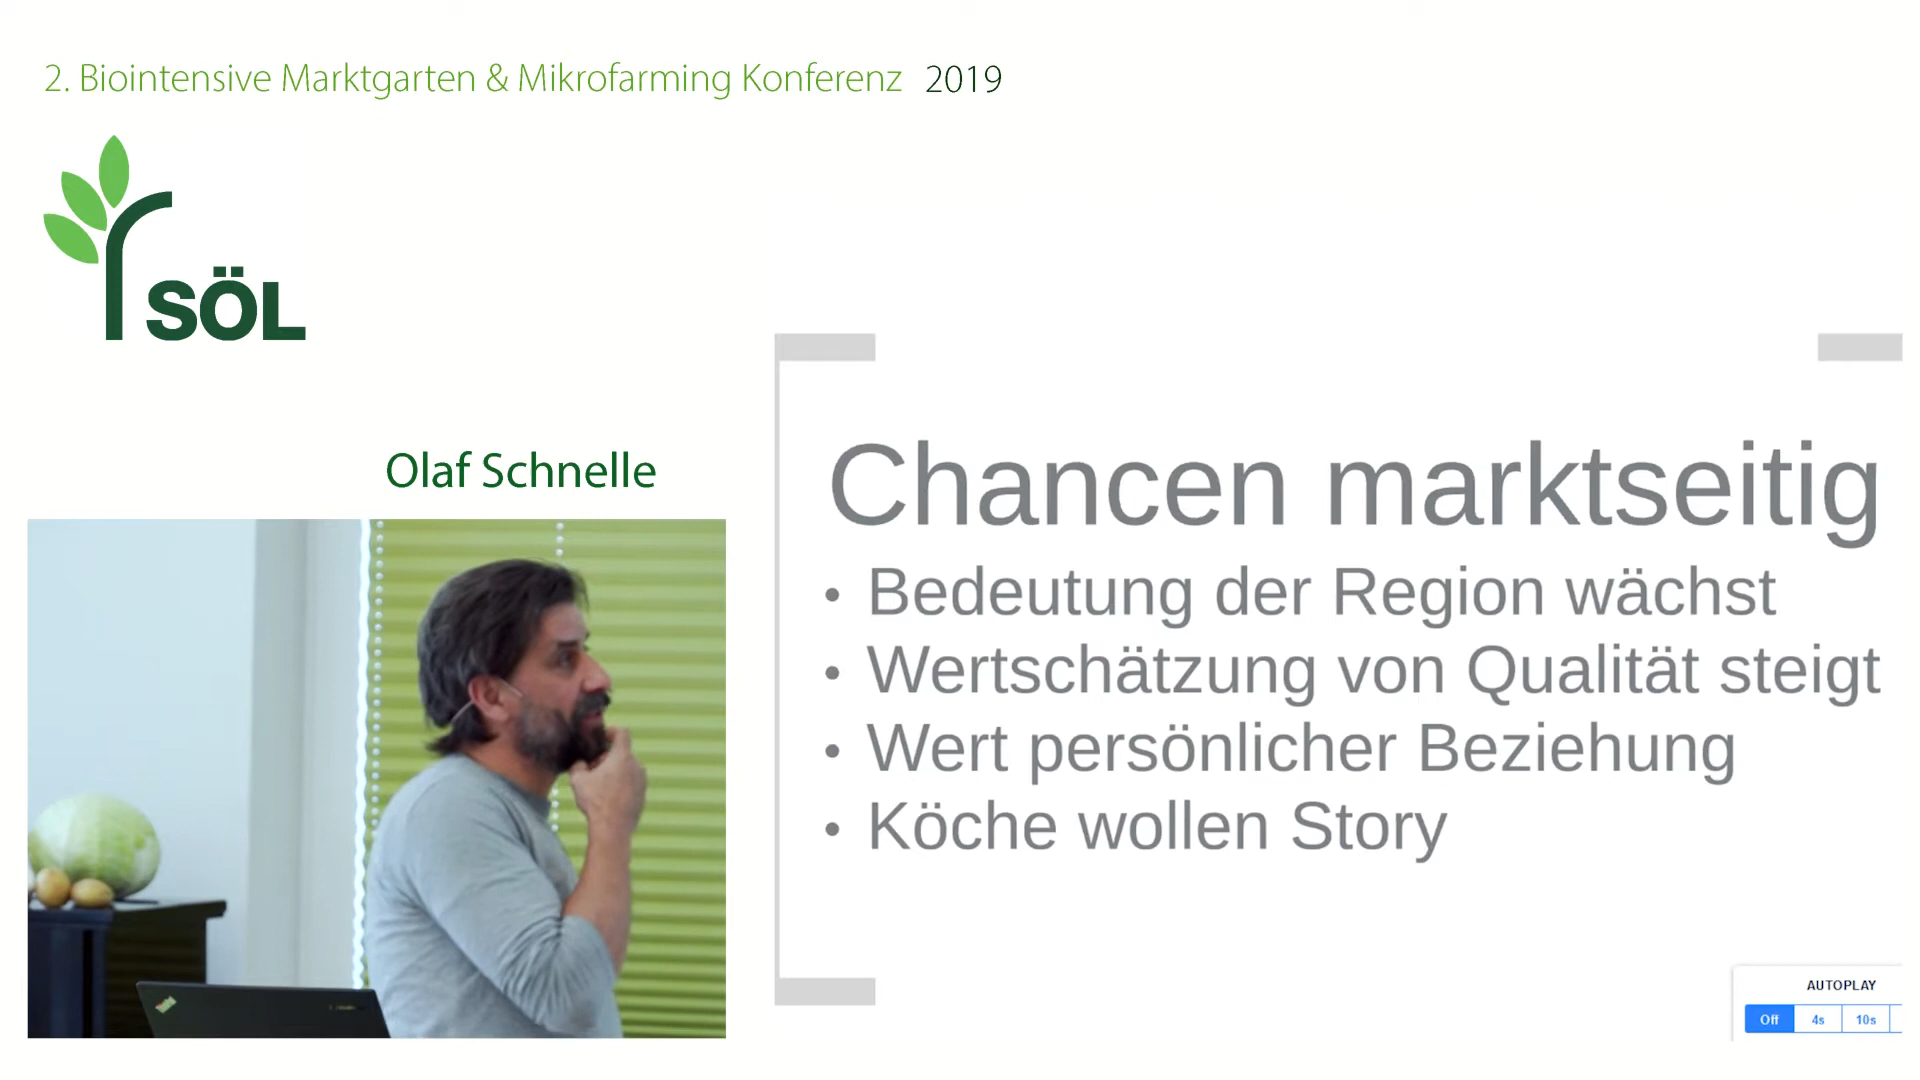 2. Biointensive Marktgarten & Mikrofarming Konferenz 2019
SÖL
Olaf Schnelle
Chancen marktseitig
• Bedeutung der Region wächst
• Wertschätzung von Qualität steigt
• Wert persönlicher Beziehung
• Köche wollen Story
AUTOPLAY
Off 4s 10s